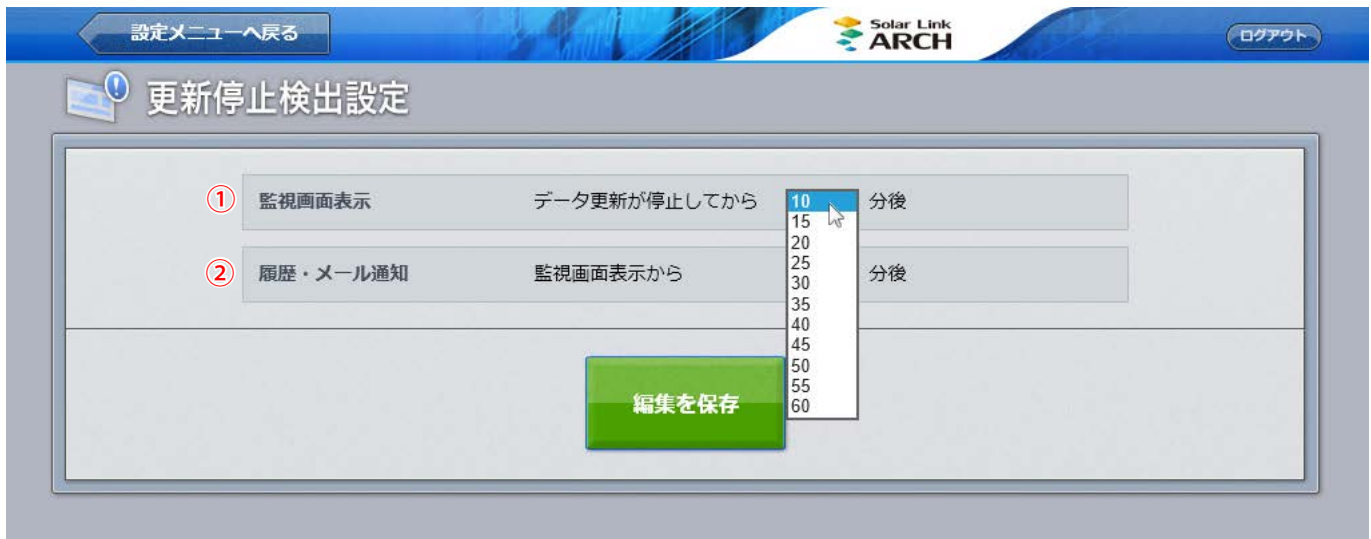 設定メニューへ戻る
Solar Link
ARCH
ログアウト
更新停止検出設定
① 監視画面表示 データ更新が停止してから 10 分後
15
20
② 履歴・メール通知 監視画面表示から 25 分後
30
35
40
45
50
55
60
編集を保存